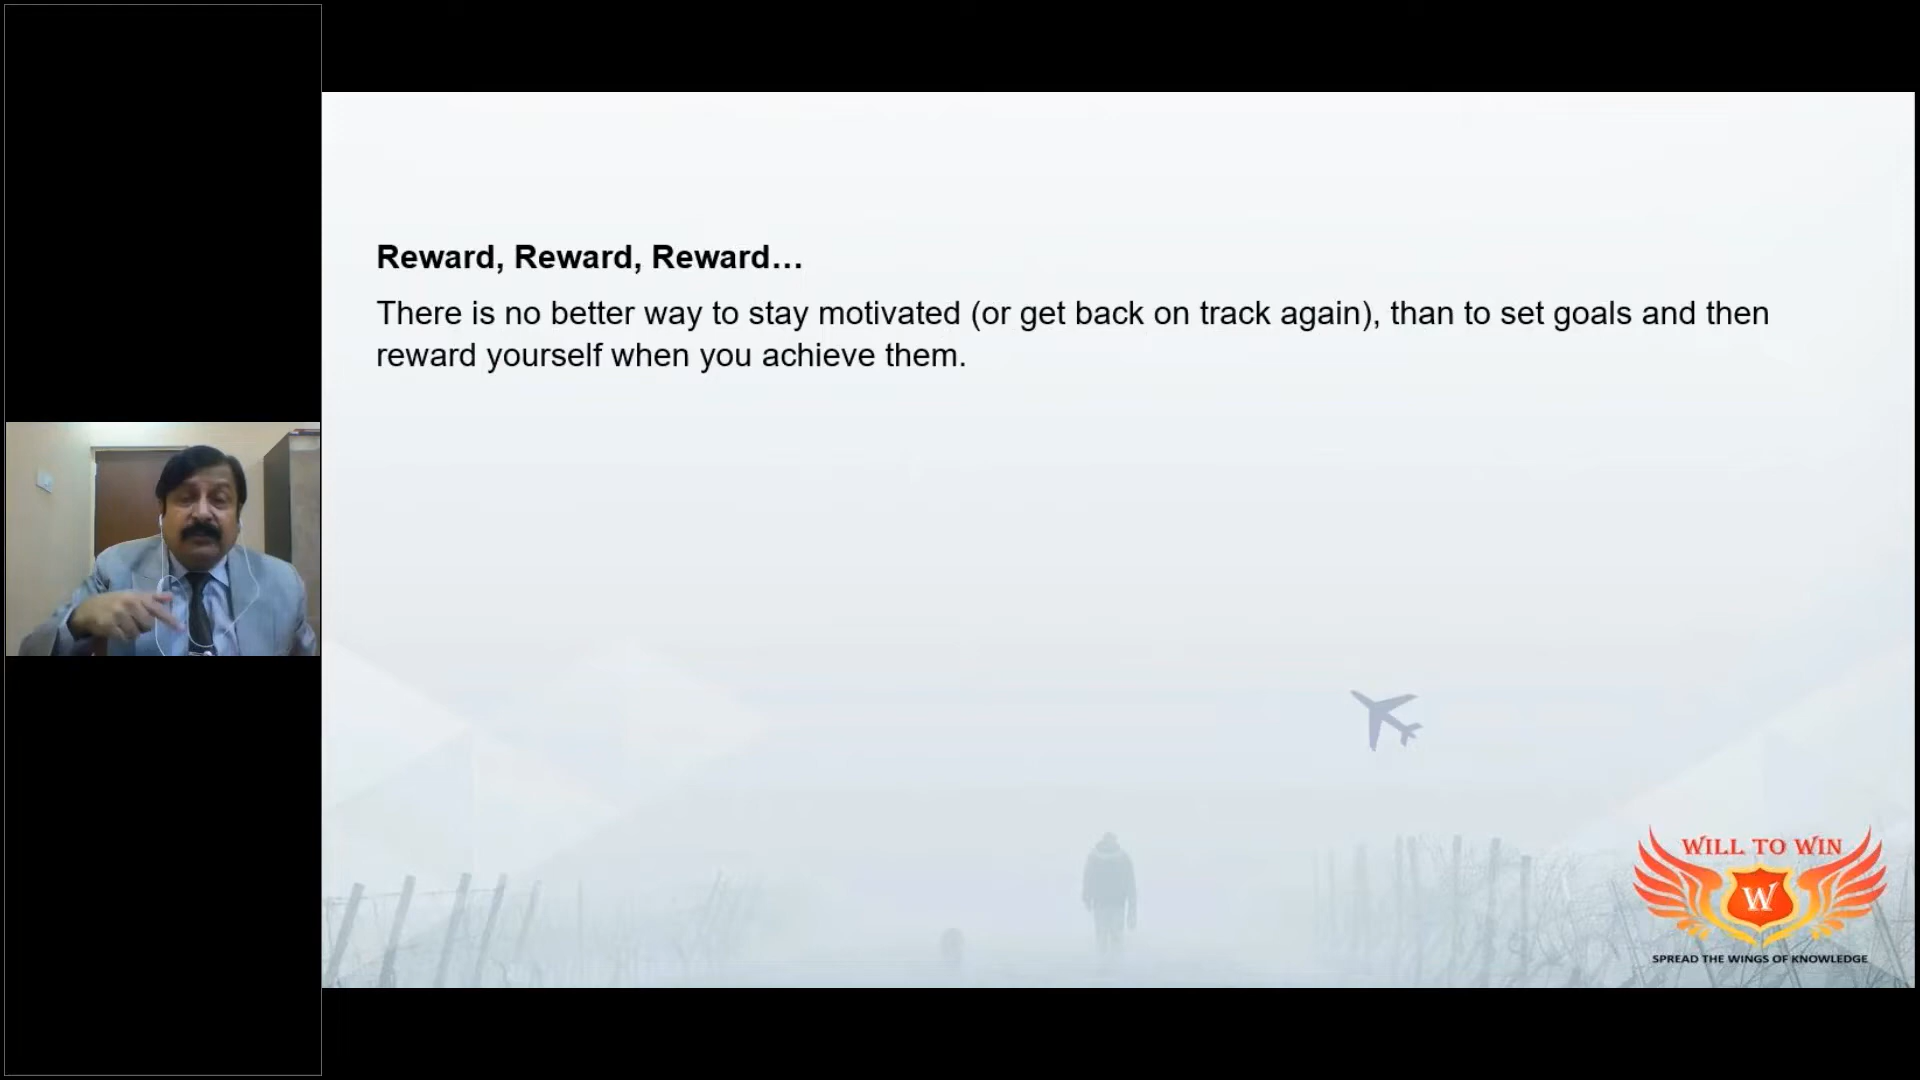 Reward, Reward, Reward…
There is no better way to stay motivated (or get back on track again), than to set goals and then
reward yourself when you achieve them.
WILL TO WIN
W
SPREAD THE WINGS OF KNOWLEDGE